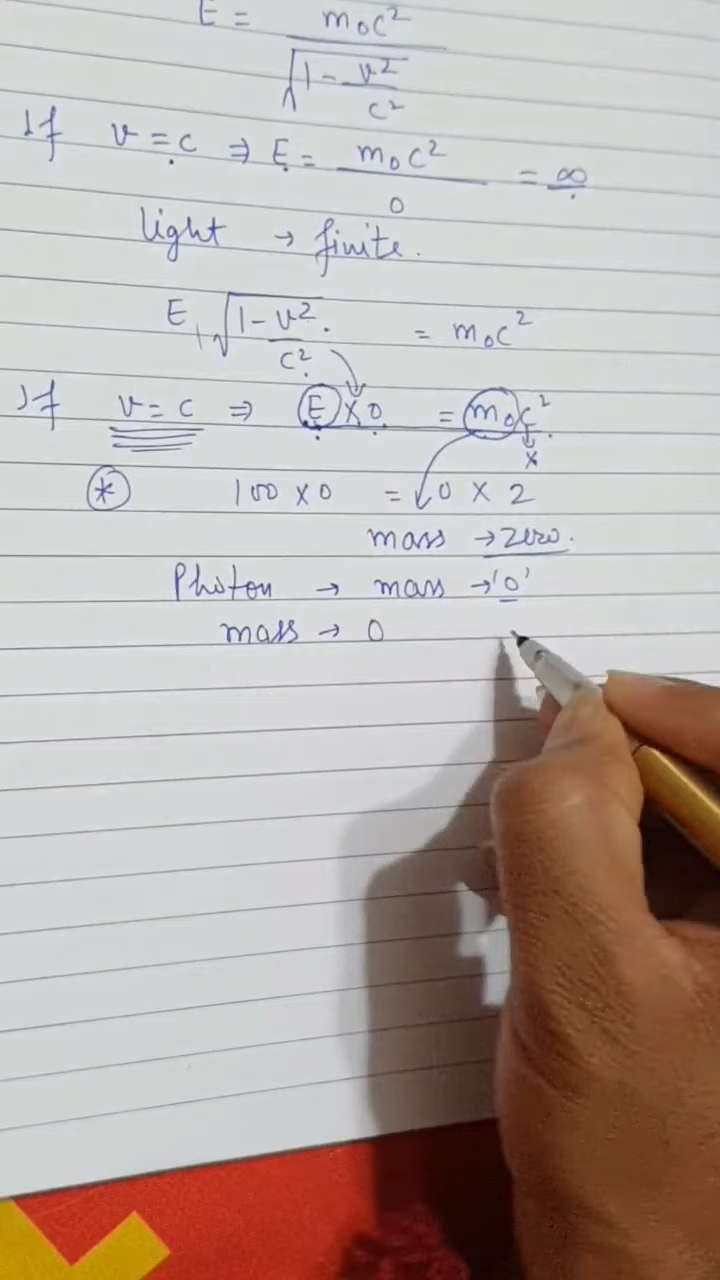 E = m₀c² / √(1 - v²/c²)
If v = c ⇒ E = m₀c² / 0 = ∞
light → finite.
E √(1 - v²/c²) = m₀c²
If v = c ⇒ E × 0 = m₀c²
x
* 100 × 0 = 0 × 2
mass → zero.
Photon → mass → '0'
mass → 0